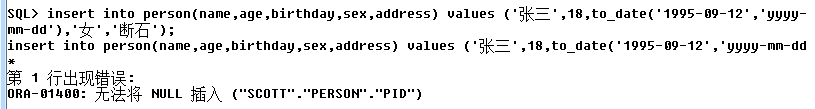 SQL> insert into person(name,age,birthday,sex,address) values ('张三',18,to_date('1995-09-12','yyyy-
mm-dd'),'女','断石');
insert into person(name,age,birthday,sex,address) values ('张三',18,to_date('1995-09-12','yyyy-mm-dd
*
第 1 行出现错误:
ORA-01400: 无法将 NULL 插入 ("SCOTT"."PERSON"."PID")